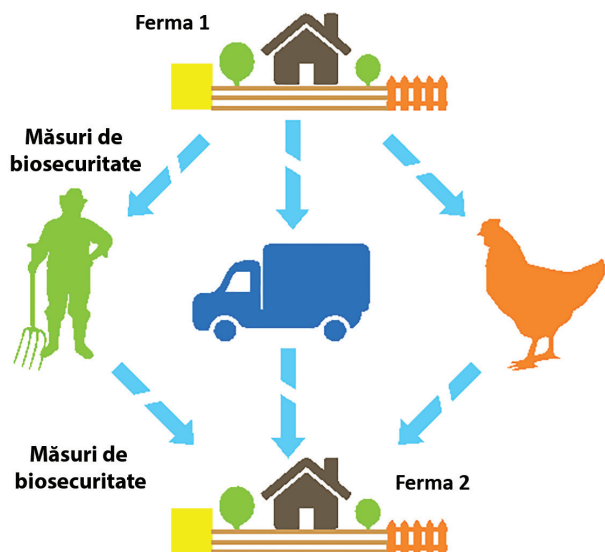 Ferma 1
Măsuri de
biosecuritate
Măsuri de
biosecuritate
Ferma 2